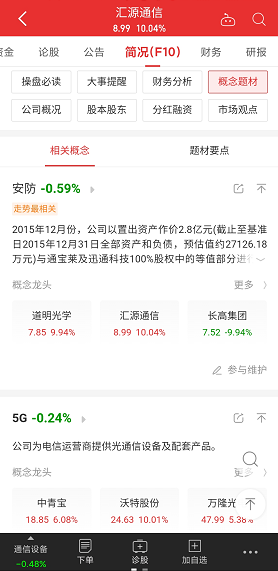 汇源通信
8.99 10.04%
资金 论股 公告 简况(F10) 财务 研报
操盘必读 大事提醒 财务分析 概念题材
公司概况 股本股东 分红融资 市场观点
相关概念 题材要点
安防 -0.59%
走势最相关
2015年12月份，公司以置出资产作价2.8亿元(截止至基准
日2015年12月31日全部资产和负债，预估值约27126.18
万元)与通宝莱及迅通科技100%股权中的等值部分进行
概念龙头 更多
道明光学 汇源通信 长高集团
7.85 9.94% 8.99 10.04% 7.52 -9.94%
参与维护
5G -0.24%
公司为电信运营商提供光通信设备及配套产品。
概念龙头 更多
中青宝 沃特股份 万隆光
18.85 6.08% 24.63 10.01% 47.99 5.36%
通信设备 下单 诊股 加自选
-0.48%